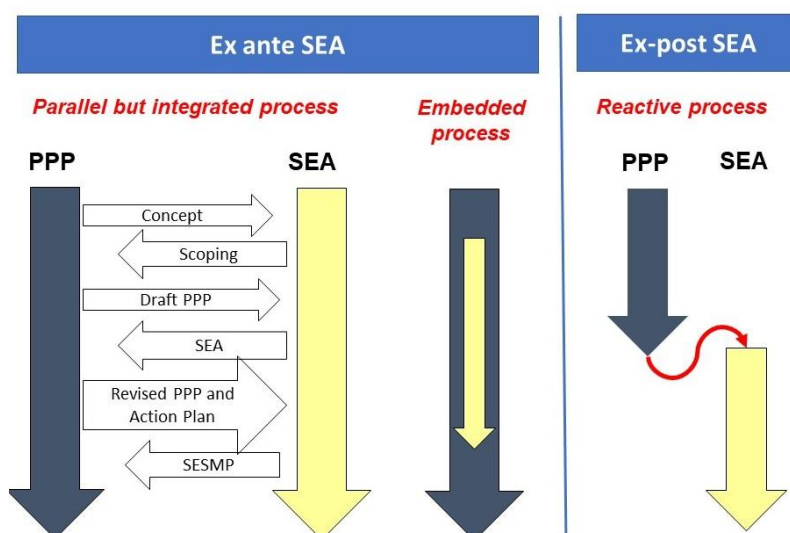 Ex ante SEA
Ex-post SEA
Parallel but integrated process
Embedded
process
Reactive process
PPP
SEA
PPP
SEA
Concept
Scoping
Draft PPP
SEA
Revised PPP and
Action Plan
SESMP